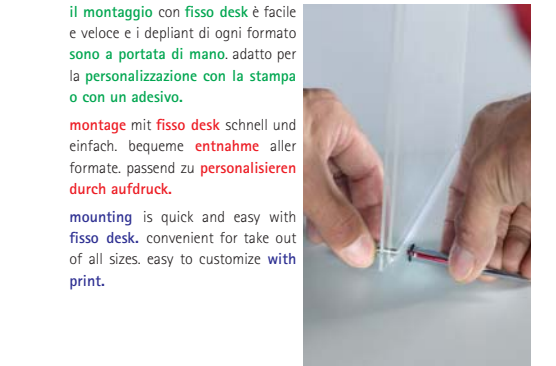 il montaggio con fisso desk è facile
e veloce e i depliant di ogni formato
sono a portata di mano. adatto per
la personalizzazione con la stampa
o con un adesivo.
montage mit fisso desk schnell und
einfach. bequeme entnahme aller
formate. passend zu personalisieren
durch aufdruck.
mounting is quick and easy with
fisso desk. convenient for take out
of all sizes. easy to customize with
print.